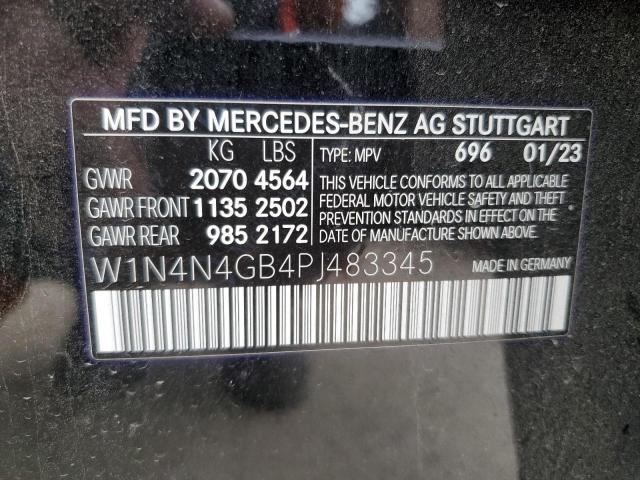 MFD BY MERCEDES-BENZ AG STUTTGART
KG LBS
GVWR 2070 4564
GAWR FRONT 1135 2502
GAWR REAR 985 2172
TYPE: MPV 696 01/23
THIS VEHICLE CONFORMS TO ALL APPLICABLE
FEDERAL MOTOR VEHICLE SAFETY AND THEFT
PREVENTION STANDARDS IN EFFECT ON THE
DATE OF MANUFACTURE SHOWN ABOVE.
W1N4N4GB4PJ483345 MADE IN GERMANY